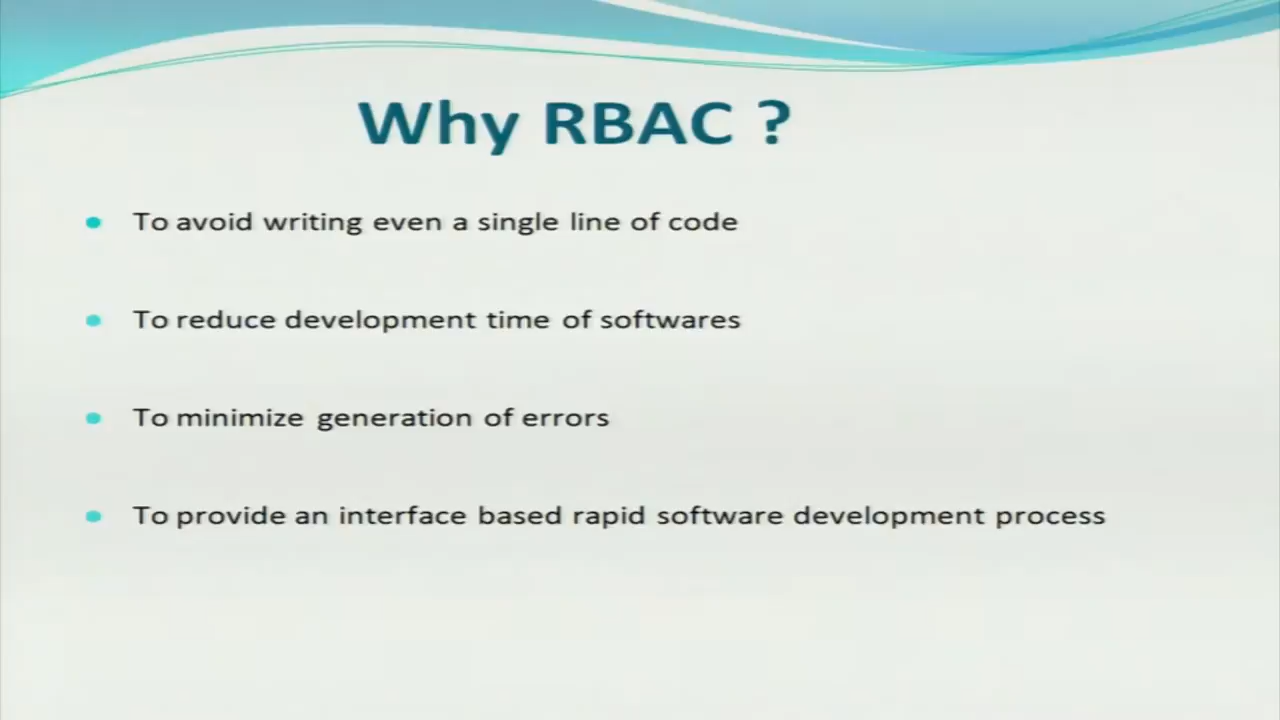 Why RBAC ?
To avoid writing even a single line of code
To reduce development time of softwares
To minimize generation of errors
To provide an interface based rapid software development process